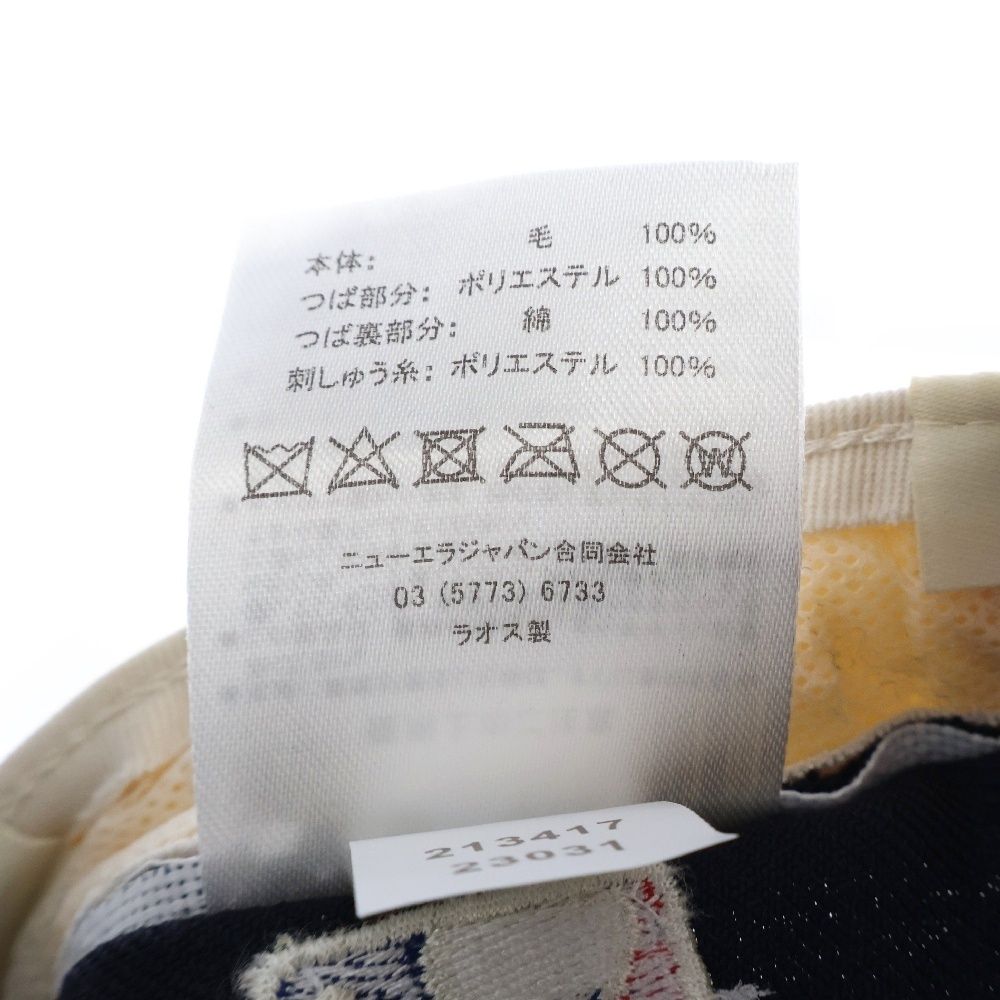 本体: 毛 100%
つば部分: ポリエステル 100%
つば裏部分: 綿 100%
刺しゅう糸: ポリエステル 100%
W
ニューエラジャパン合同会社
03 (5773) 6733
ラオス製
213417
23031